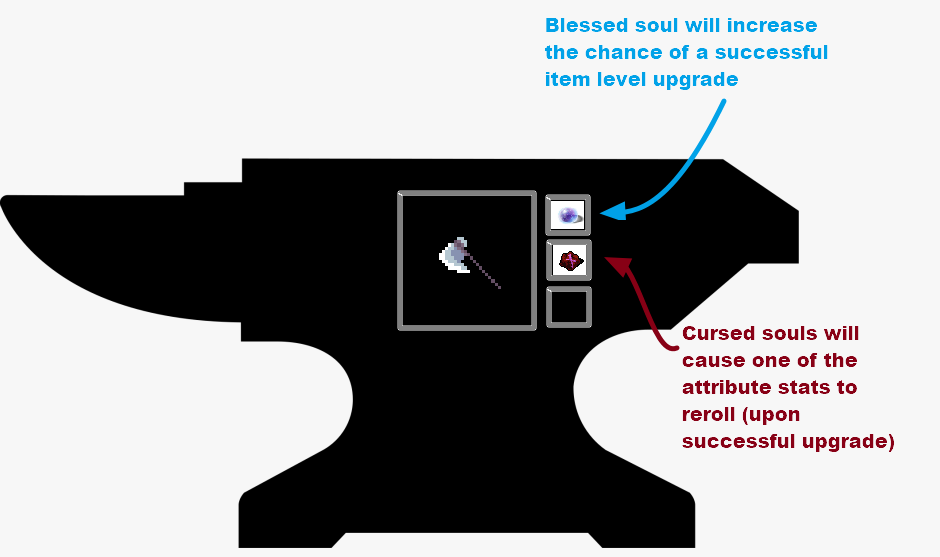 Blessed soul will increase
the chance of a successful
item level upgrade
Cursed souls will
cause one of the
attribute stats to
reroll (upon
successful upgrade)